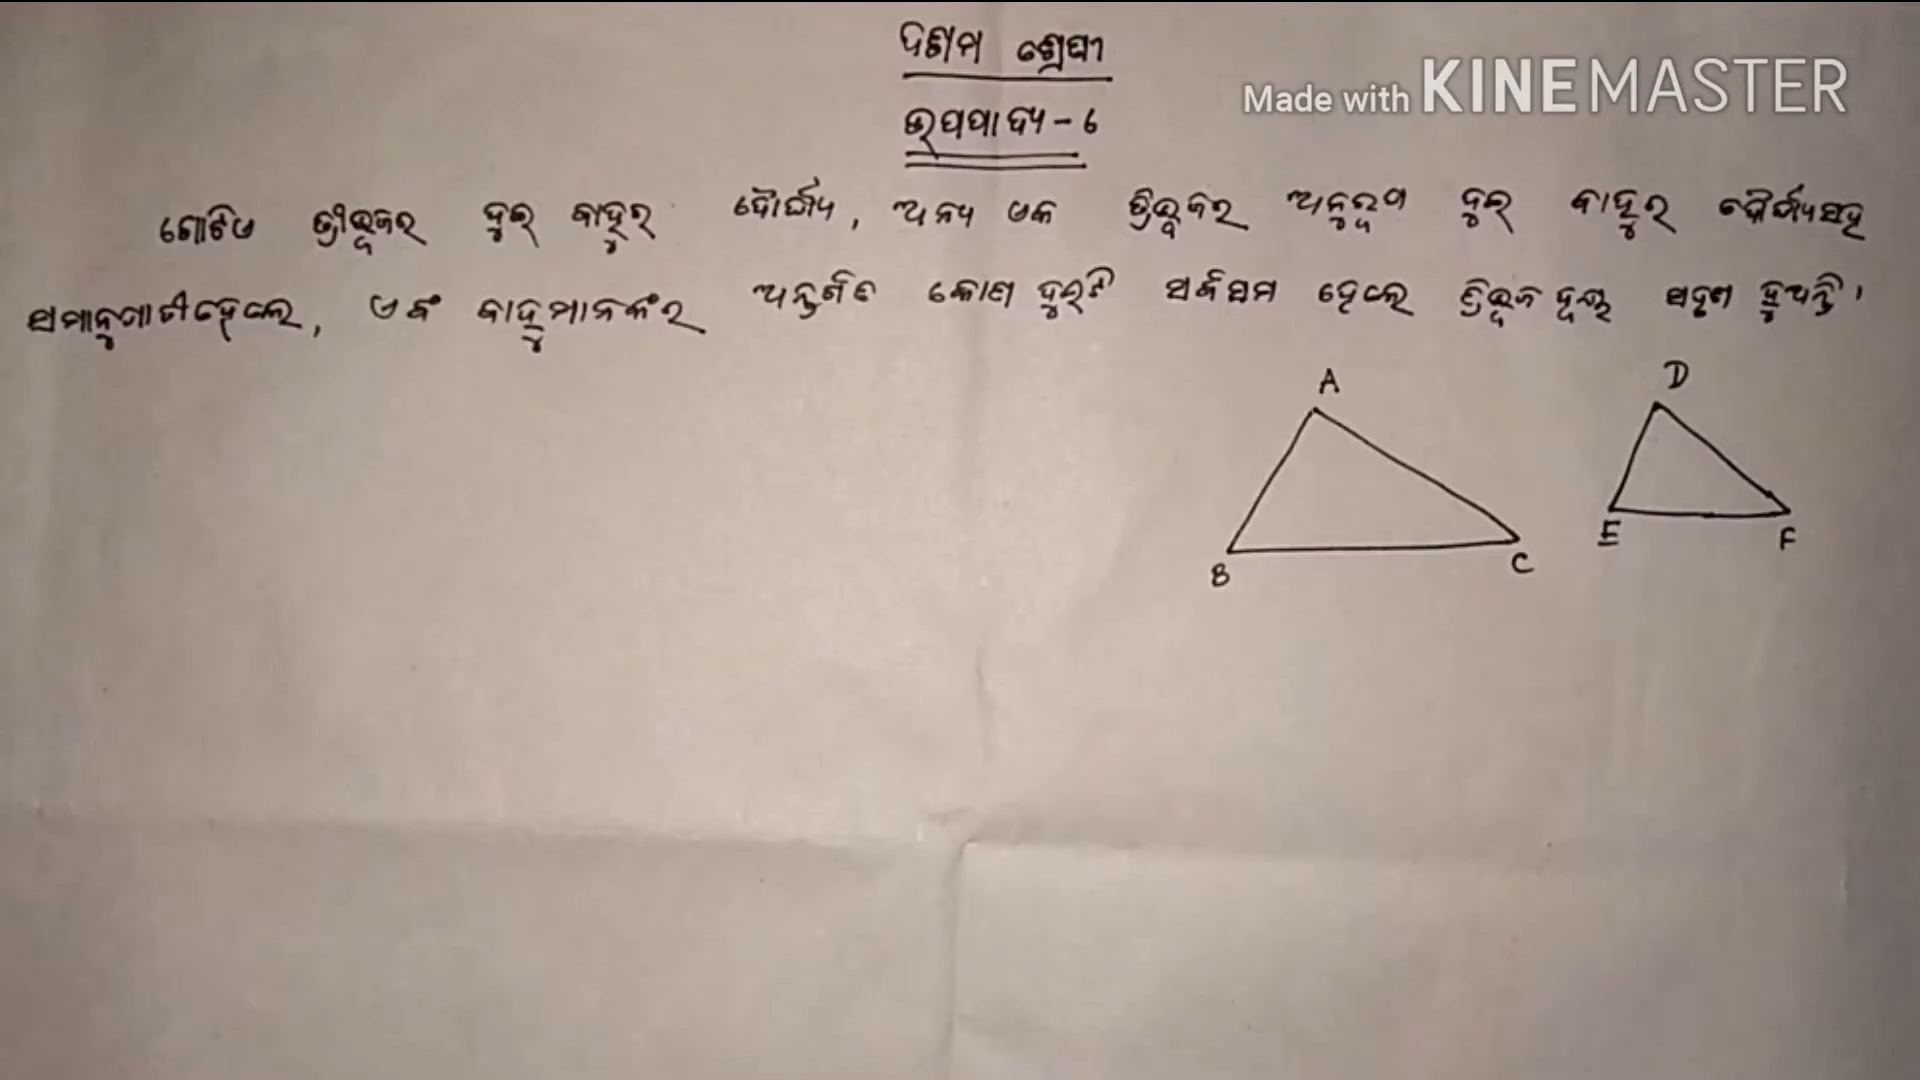 ଦଶମ ଶ୍ରେଣୀ
Made with KINEMASTER
ଉପପାଦ୍ୟ - 6
ଗୋଟିଏ ତ୍ରୀଭୂଜର ଦୁଇ ବାହୁର ଦୈର୍ଘ୍ୟ, ଅନ୍ୟ ଏକ ତ୍ରିଭୂଜର ଅନୁରୂପ ଦୁଇ ବାହୁର ଦୈର୍ଘ୍ୟସହ
ସମାନୁପାତୀହେଲେ, ଏବଂ ବାହୁମାନଙ୍କର ଅନ୍ତର୍ଗତ କୋଣ ଦୁଇଟି ସର୍ବସମ ହେଲେ ତ୍ରିଭୂଜ ଦ୍ୱୟ ସଦୃଶ ହୁଅନ୍ତି ।
A D
B C E F